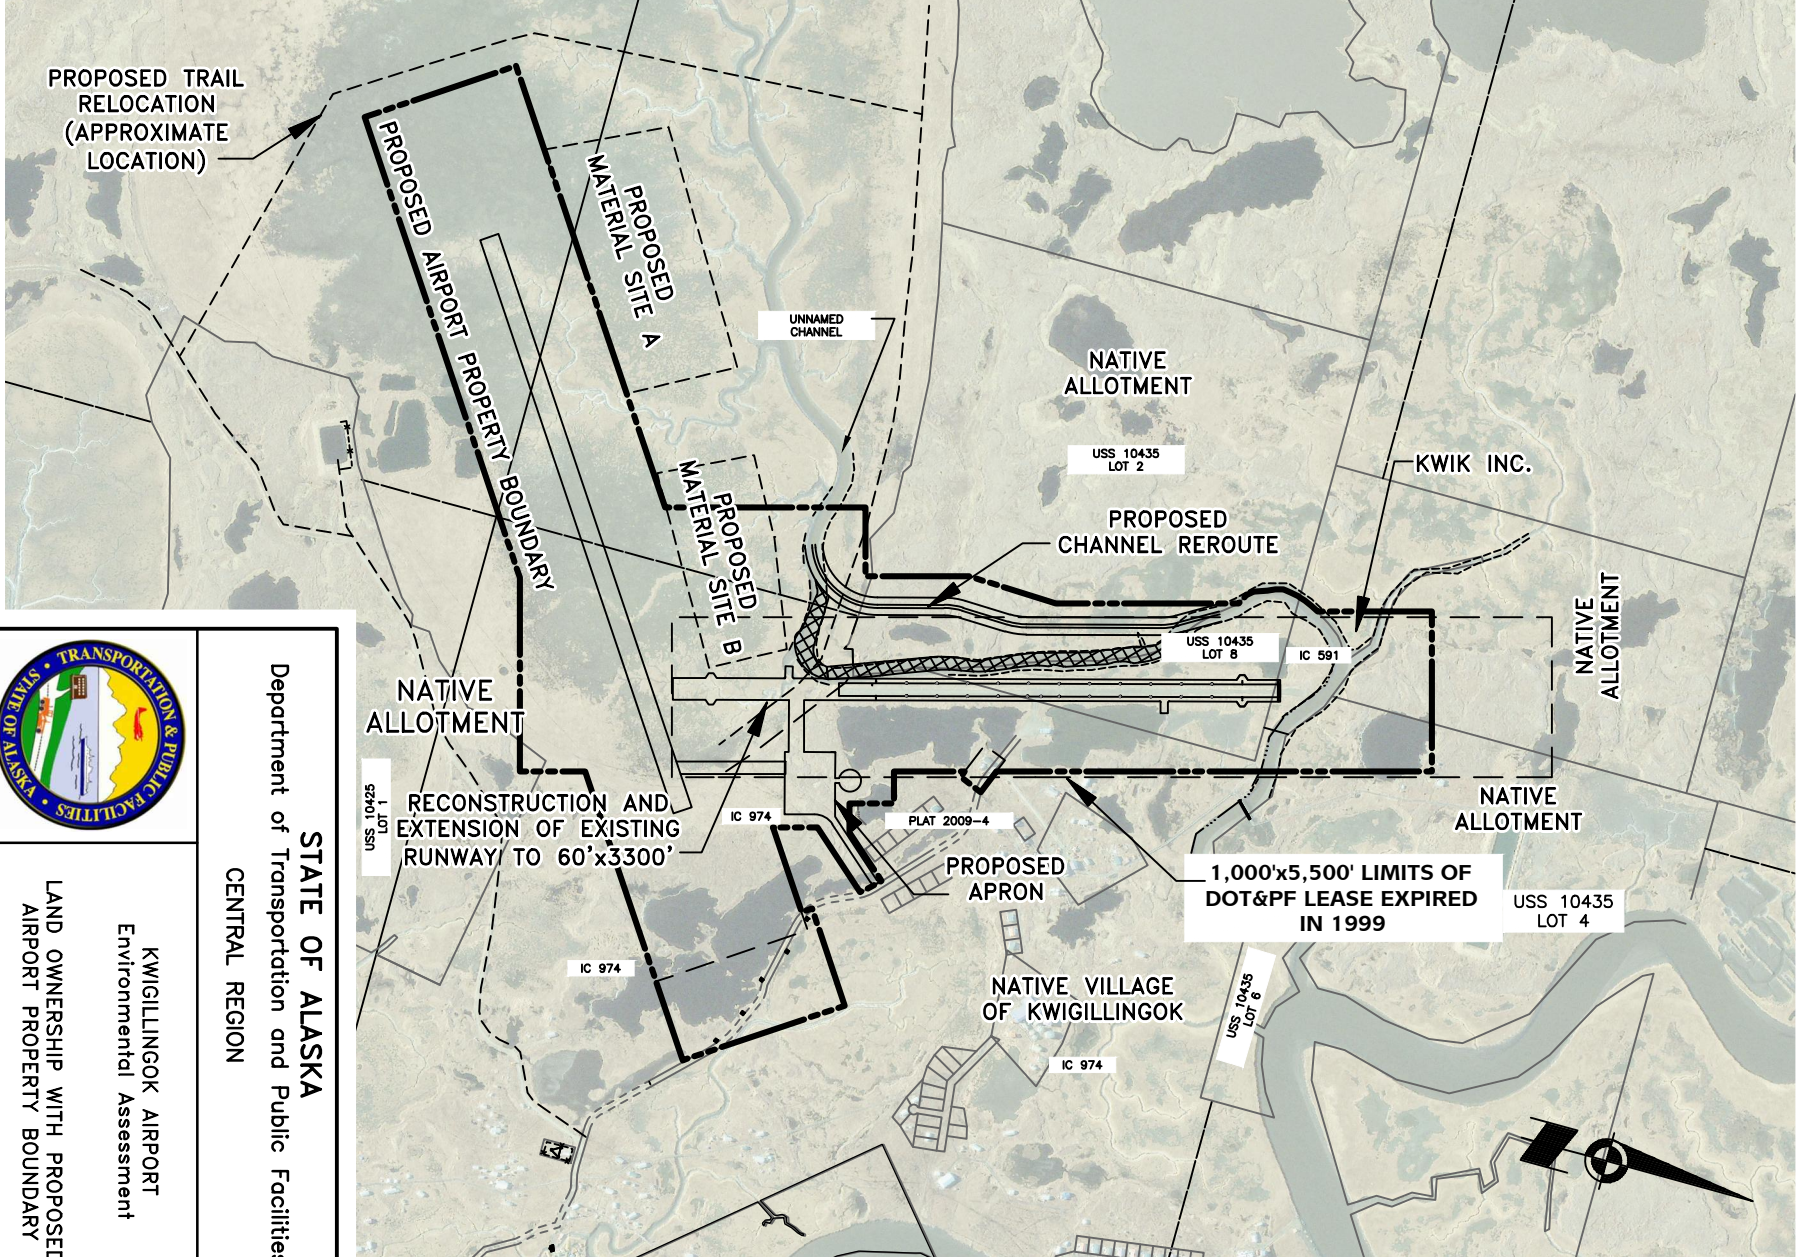 PROPOSED TRAIL
RELOCATION
(APPROXIMATE
LOCATION)
PROPOSED AIRPORT PROPERTY BOUNDARY
PROPOSED
MATERIAL SITE A
UNNAMED
CHANNEL
NATIVE
ALLOTMENT
USS 10435
LOT 2
KWIK INC.
PROPOSED
CHANNEL REROUTE
PROPOSED
MATERIAL SITE B
USS 10435
LOT 8
IC 591
NATIVE
ALLOTMENT
NATIVE
ALLOTMENT
USS 10425
LOT 1
RECONSTRUCTION AND
EXTENSION OF EXISTING
RUNWAY TO 60'x3300'
IC 974
PLAT 2009-4
PROPOSED
APRON
NATIVE
ALLOTMENT
1,000'x5,500' LIMITS OF
DOT&PF LEASE EXPIRED
IN 1999
USS 10435
LOT 4
IC 974
NATIVE VILLAGE
OF KWIGILLINGOK
USS 10435
LOT 6
IC 974
TRANSPORTATION & PUBLIC FACILITIES
STATE OF ALASKA
STATE OF ALASKA
Department of Transportation and Public Facilities
CENTRAL REGION
KWIGILLINGOK AIRPORT
Environmental Assessment
LAND OWNERSHIP WITH PROPOSED
AIRPORT PROPERTY BOUNDARY